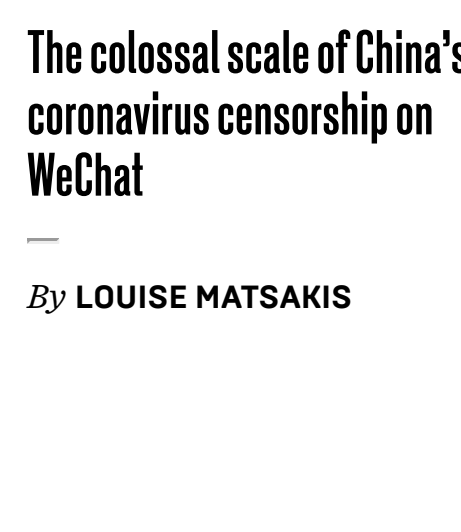 The colossal scale of China’s
coronavirus censorship on
WeChat
By LOUISE MATSAKIS